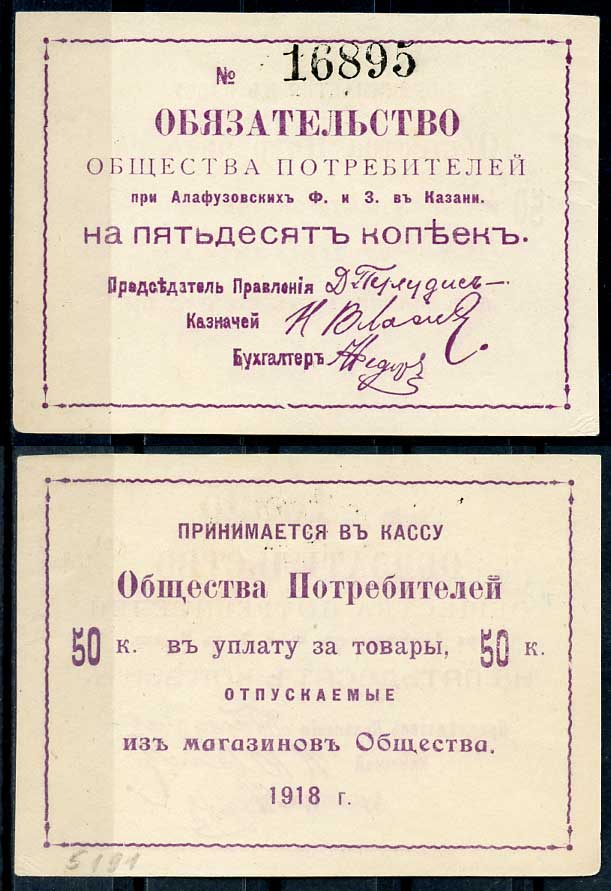 № 16895
ОБЯЗАТЕЛЬСТВО
ОБЩЕСТВА ПОТРЕБИТЕЛЕЙ
при Алафузовскихъ Ф. и З. въ Казани.
на пятьдесятъ копѣекъ.
Предсѣдатель Правленія
Казначей
Бухгалтеръ
ПРИНИМАЕТСЯ ВЪ КАССУ
Общества Потребителей
50 к. въ уплату за товары, 50 к.
ОТПУСКАЕМЫЕ
изъ магазиновъ Общества.
1918 г.
5191